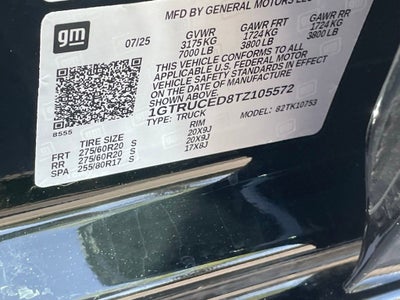 MFD BY GENERAL MOTORS LLC
gm
07/25 GVWR GAWR FRT GAWR RR
3175 KG 1724 KG 1724 KG
7000 LB 3800 LB 3800 LB
THIS VEHICLE CONFORMS TO ALL
APPLICABLE U.S. FEDERAL MOTOR
VEHICLE SAFETY STANDARDS IN EFFECT
ON THE DATE OF MANUFACTURE
SHOWN ABOVE.
1GTRUCED8TZ105572
TYPE: TRUCK MODEL: 82TK10753
B555
TIRE SIZE RIM
FRT 275/60R20 S 20X9J
RR 275/60R20 S 20X9J
SPA 255/80R17 S 17X8J